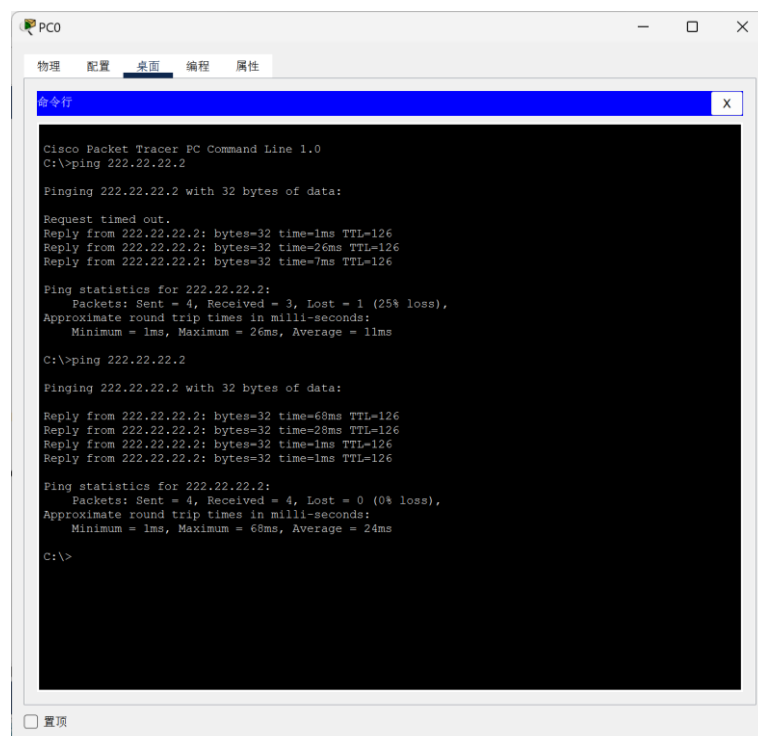 PC0
物理 配置 桌面 编程 属性
命令行
X
Cisco Packet Tracer PC Command Line 1.0
C:\>ping 222.22.22.2
Pinging 222.22.22.2 with 32 bytes of data:
Request timed out.
Reply from 222.22.22.2: bytes=32 time=1ms TTL=126
Reply from 222.22.22.2: bytes=32 time=26ms TTL=126
Reply from 222.22.22.2: bytes=32 time=7ms TTL=126
Ping statistics for 222.22.22.2:
Packets: Sent = 4, Received = 3, Lost = 1 (25% loss),
Approximate round trip times in milli-seconds:
Minimum = 1ms, Maximum = 26ms, Average = 11ms
C:\>ping 222.22.22.2
Pinging 222.22.22.2 with 32 bytes of data:
Reply from 222.22.22.2: bytes=32 time=68ms TTL=126
Reply from 222.22.22.2: bytes=32 time=28ms TTL=126
Reply from 222.22.22.2: bytes=32 time=1ms TTL=126
Reply from 222.22.22.2: bytes=32 time=1ms TTL=126
Ping statistics for 222.22.22.2:
Packets: Sent = 4, Received = 4, Lost = 0 (0% loss),
Approximate round trip times in milli-seconds:
Minimum = 1ms, Maximum = 68ms, Average = 24ms
C:\>
置顶